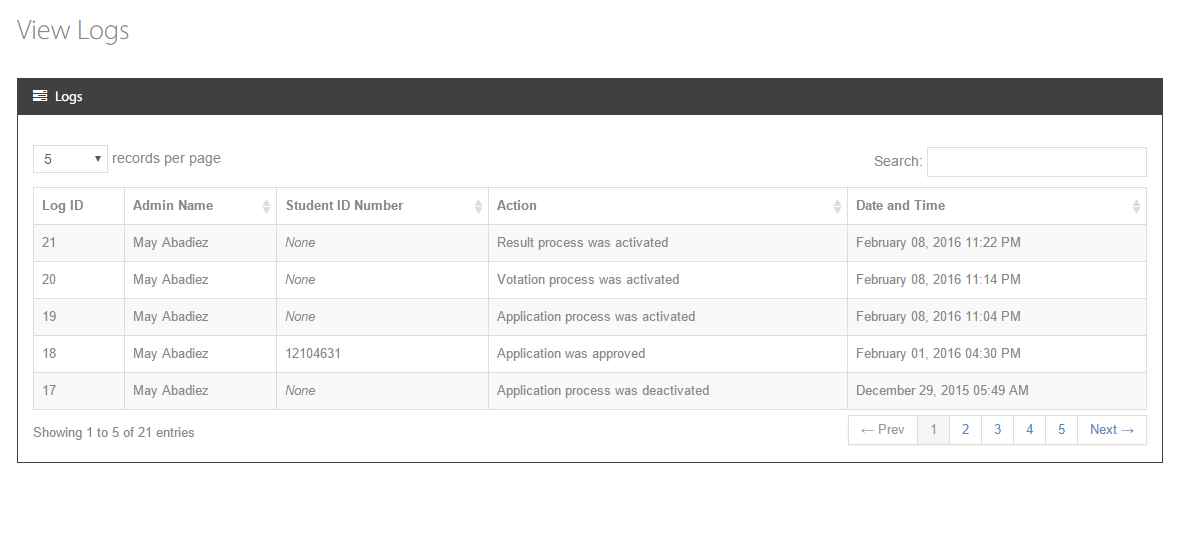 View Logs
Logs
5 records per page
Search:
Log ID Admin Name Student ID Number Action Date and Time
21 May Abadiez None Result process was activated February 08, 2016 11:22 PM
20 May Abadiez None Votation process was activated February 08, 2016 11:14 PM
19 May Abadiez None Application process was activated February 08, 2016 11:04 PM
18 May Abadiez 12104631 Application was approved February 01, 2016 04:30 PM
17 May Abadiez None Application process was deactivated December 29, 2015 05:49 AM
Showing 1 to 5 of 21 entries
← Prev 1 2 3 4 5 Next →